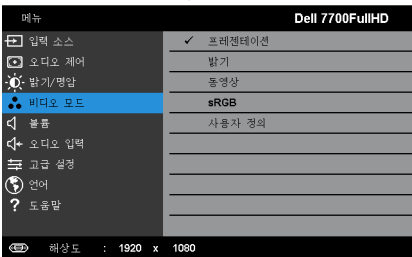 메뉴 Dell 7700FullHD
입력 소스 ✓ 프레젠테이션
오디오 제어 밝기
밝기/명암 동영상
비디오 모드 sRGB
볼륨 사용자 정의
오디오 입력
고급 설정
언어
? 도움말
해상도 : 1920 x 1080